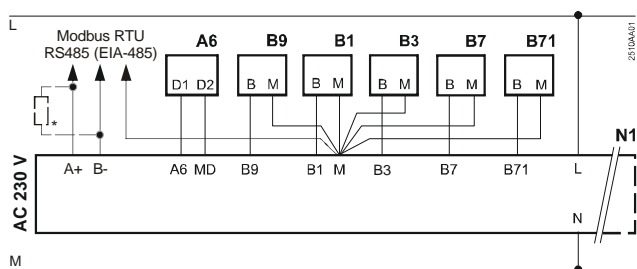 L
Modbus RTU
RS485 (EIA-485)
A6 B9 B1 B3 B7 B71
D1 D2 B M B M B M B M B M
2510AA01
*
N1
A+ B- A6 MD B9 B1 M B3 B7 B71 L
AC 230 V
N
M